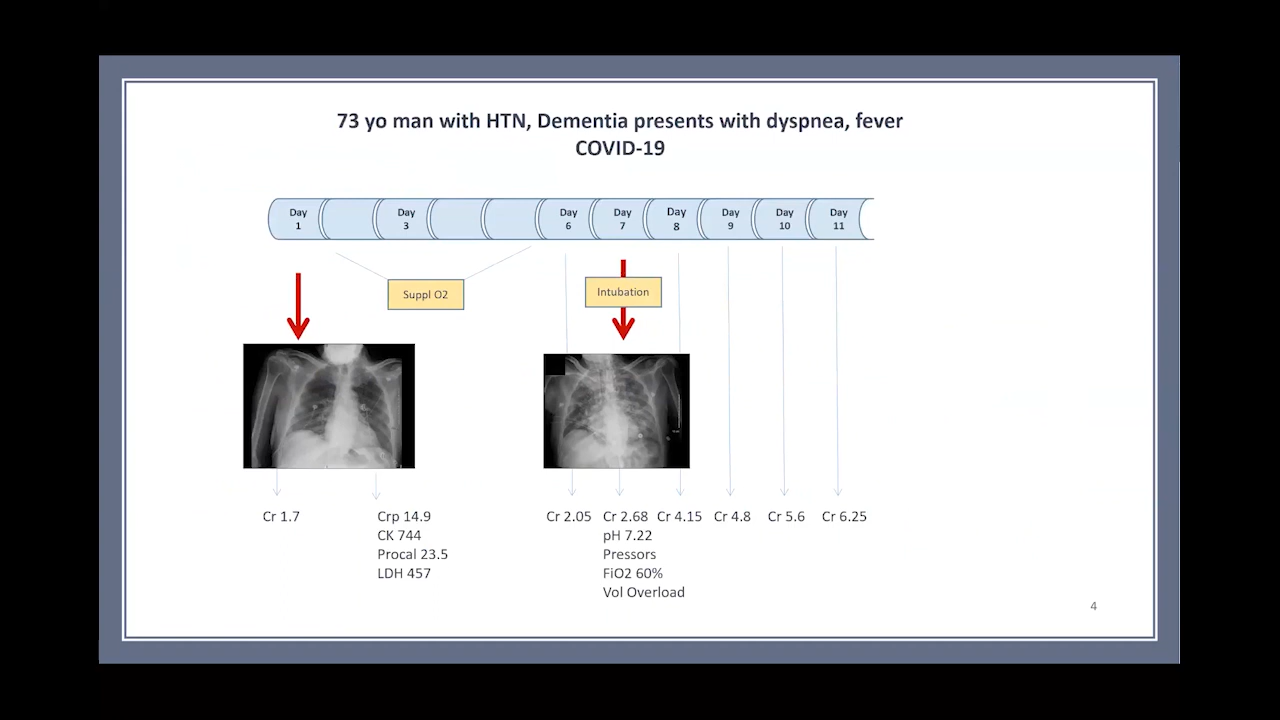 73 yo man with HTN, Dementia presents with dyspnea, fever
COVID-19
Day
1
Day
3
Day
6
Day
7
Day
8
Day
9
Day
10
Day
11
Suppl O2
Intubation
Cr 1.7
Crp 14.9
CK 744
Procal 23.5
LDH 457
Cr 2.05
Cr 2.68
pH 7.22
Pressors
FiO2 60%
Vol Overload
Cr 4.15
Cr 4.8
Cr 5.6
Cr 6.25
4